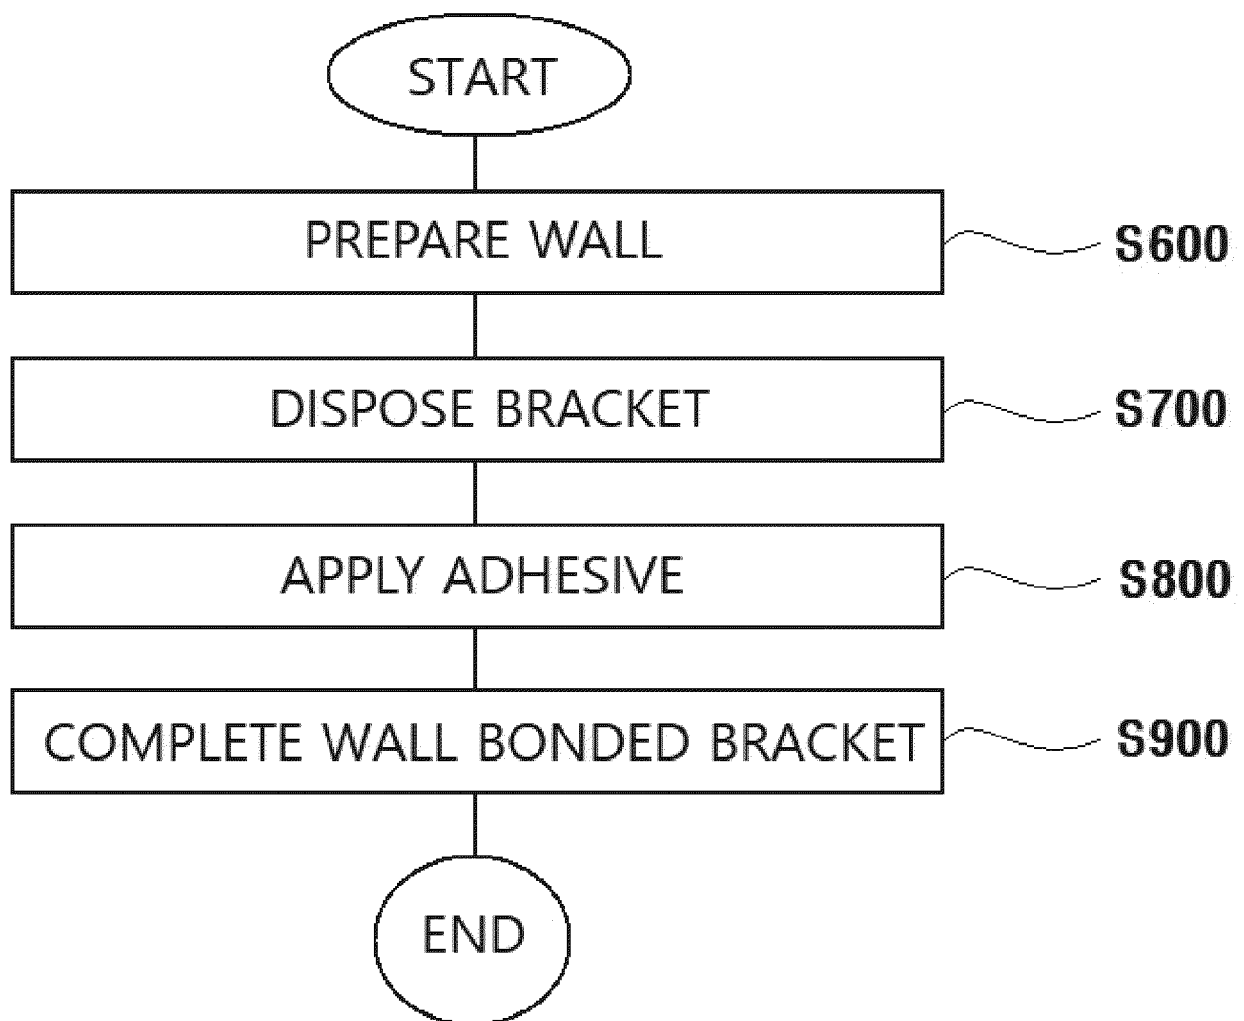 START
PREPARE WALL
S600
DISPOSE BRACKET
S700
APPLY ADHESIVE
S800
COMPLETE WALL BONDED BRACKET
S900
END